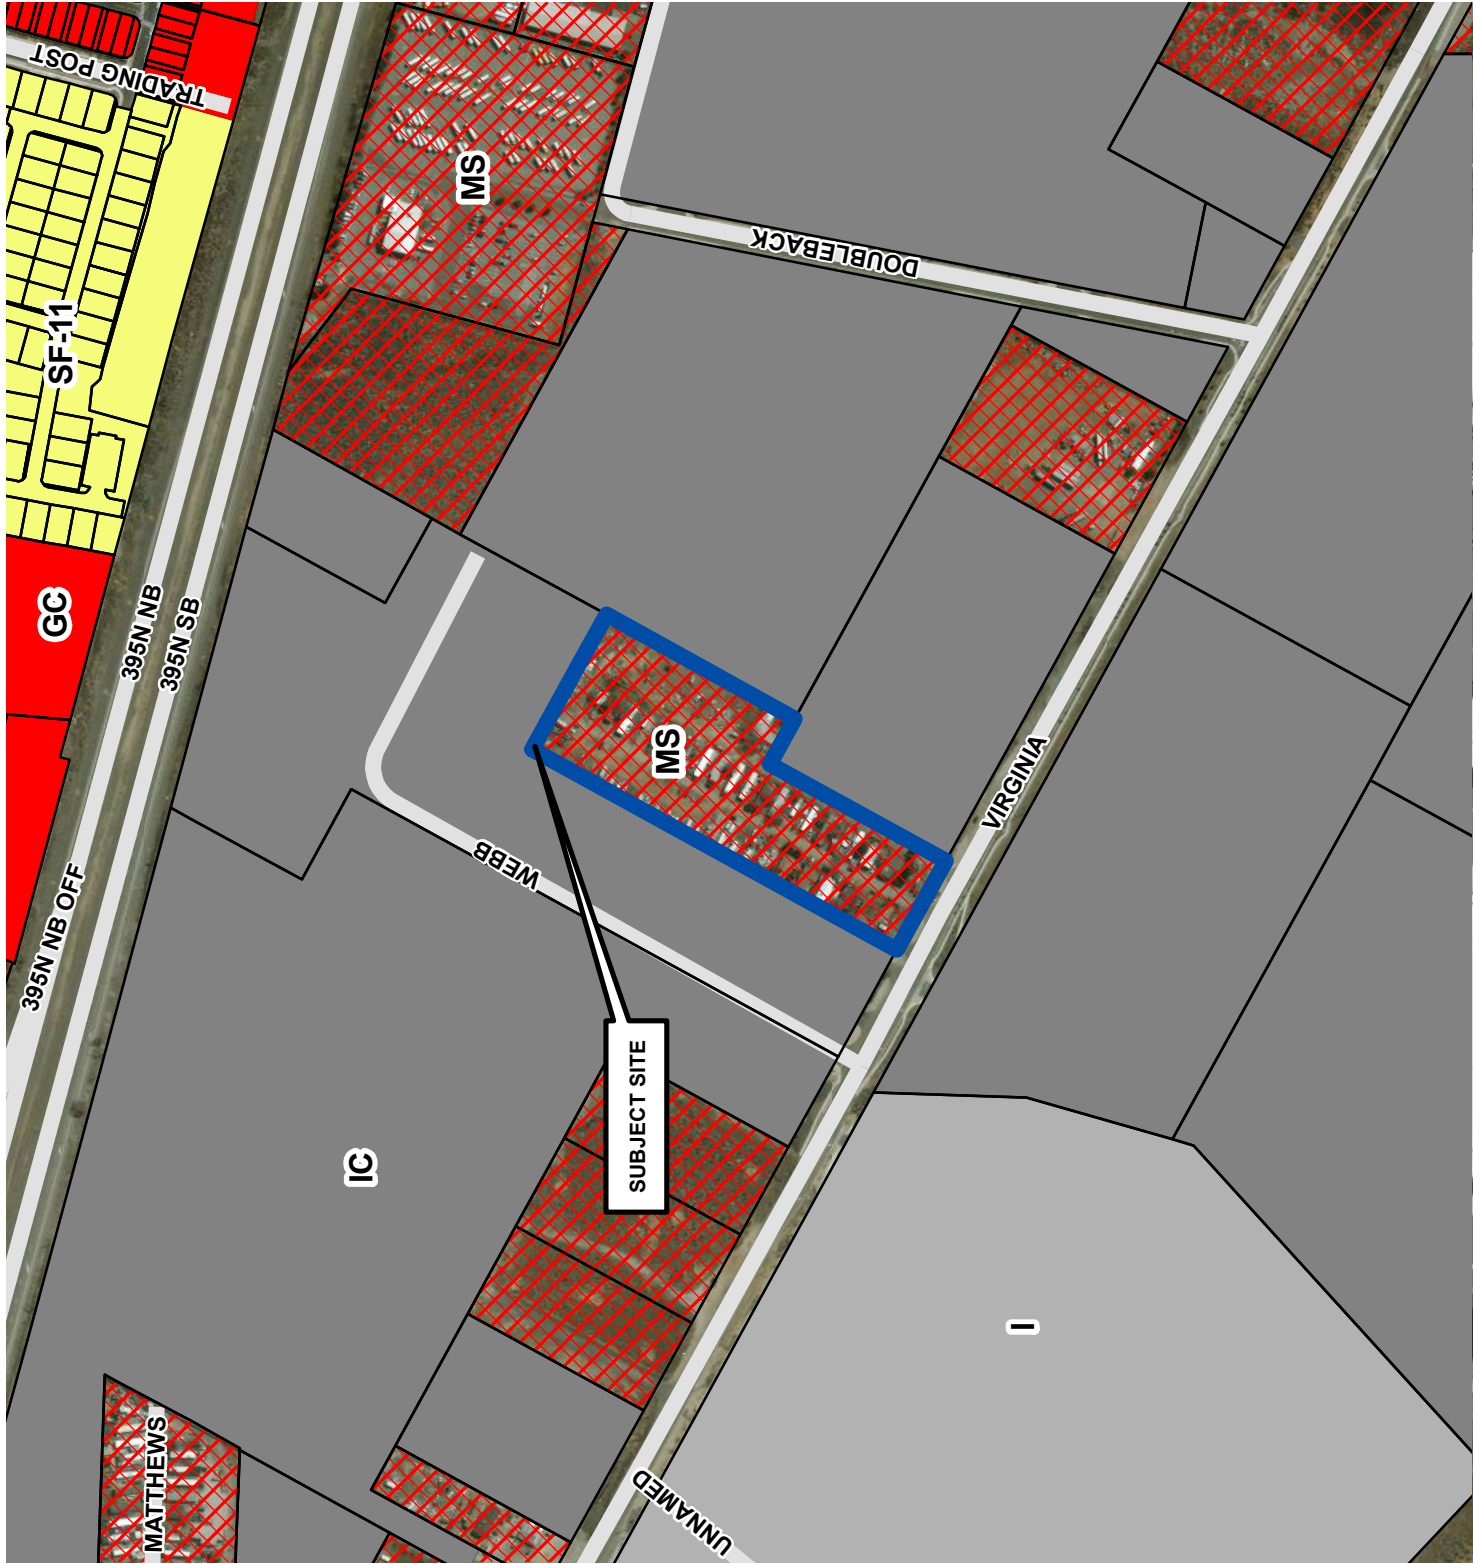 TRADING POST
SF-11
GC
395N NB
395N SB
395N NB OFF
MS
DOUBLEBACK
MS
WEBB
VIRGINIA
SUBJECT SITE
IC
I
MATTHEWS
UNNAMED